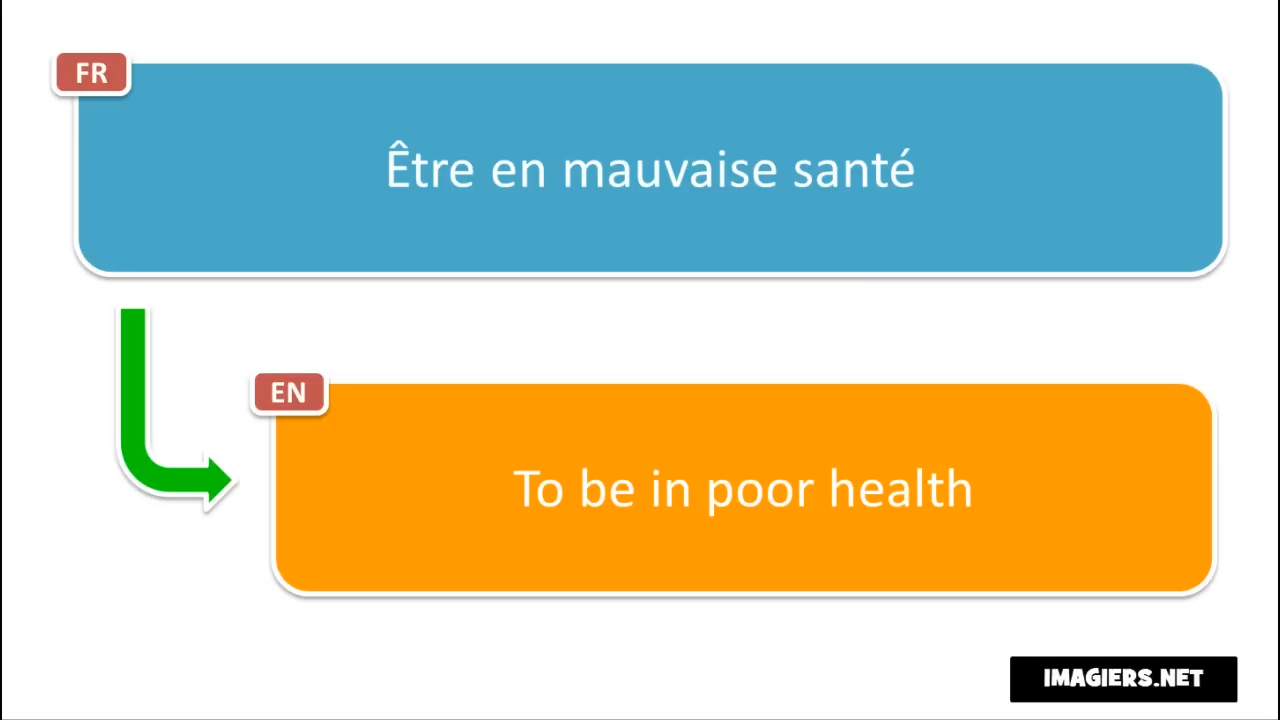 FR
Être en mauvaise santé
EN
To be in poor health
IMAGIERS.NET